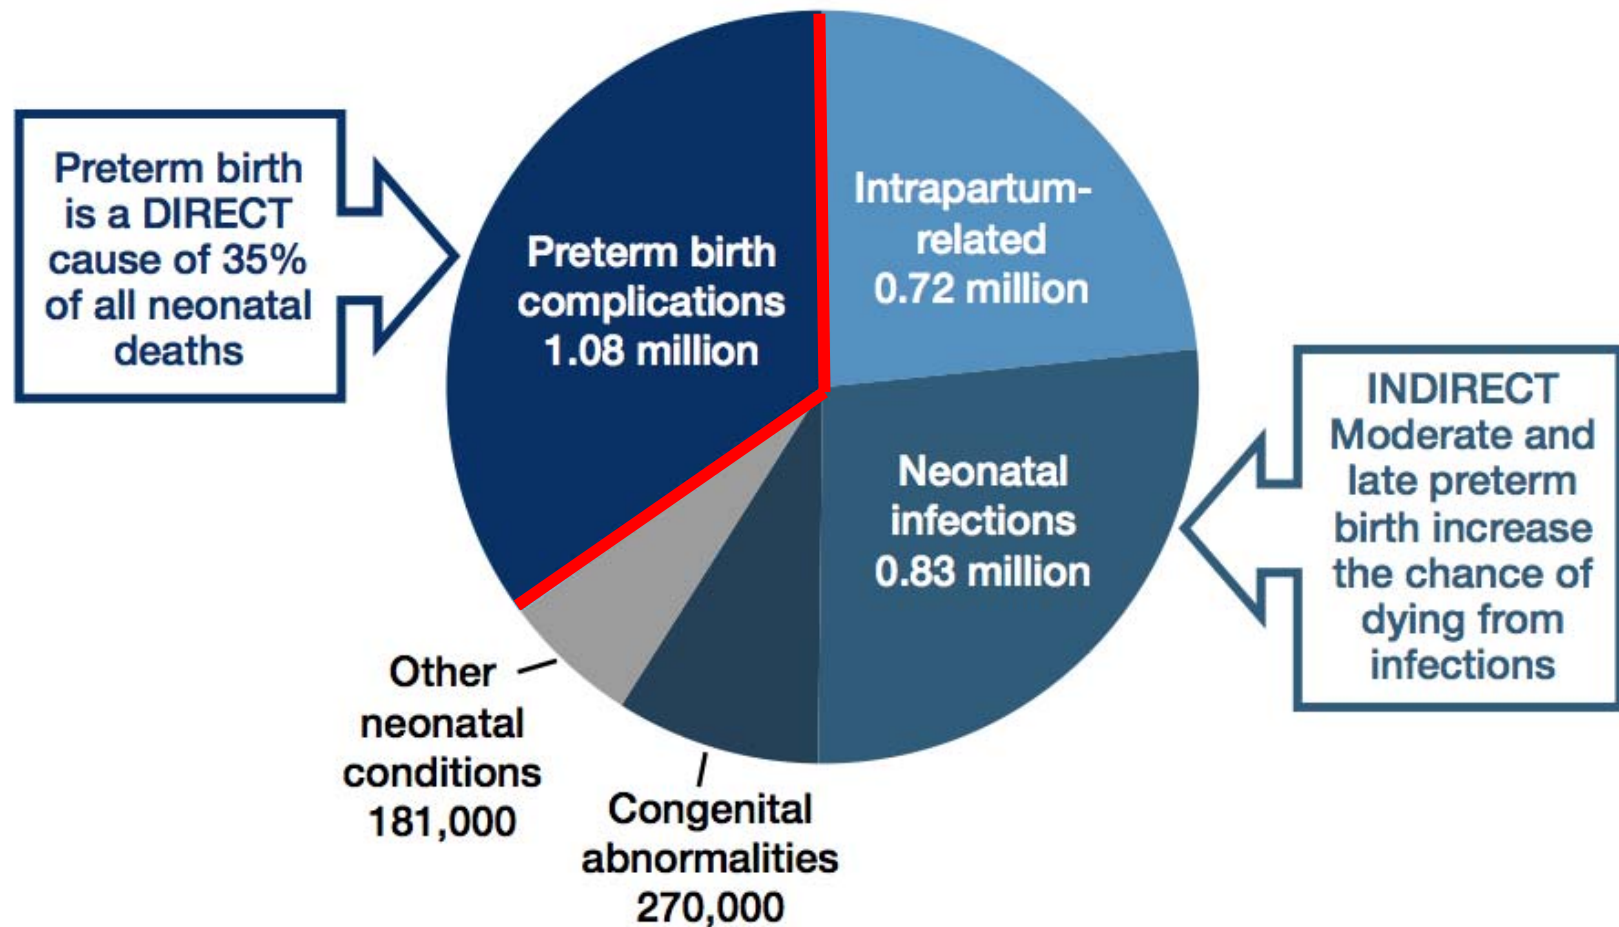 Preterm birth
is a DIRECT
cause of 35%
of all neonatal
deaths
Preterm birth
complications
1.08 million
Intrapartum-
related
0.72 million
Neonatal
infections
0.83 million
INDIRECT
Moderate and
late preterm
birth increase
the chance of
dying from
infections
Other
neonatal
conditions
181,000
Congenital
abnormalities
270,000